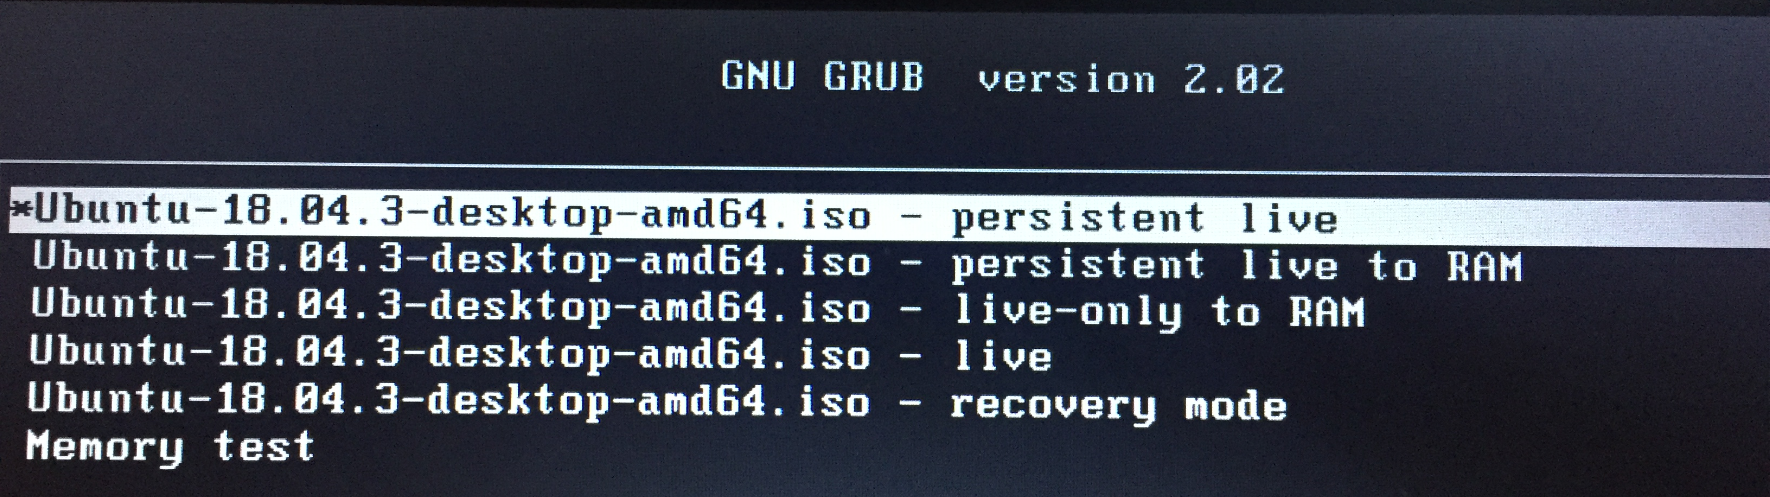 GNU GRUB  version 2.02
*Ubuntu-18.04.3-desktop-amd64.iso - persistent live
Ubuntu-18.04.3-desktop-amd64.iso - persistent live to RAM
Ubuntu-18.04.3-desktop-amd64.iso - live-only to RAM
Ubuntu-18.04.3-desktop-amd64.iso - live
Ubuntu-18.04.3-desktop-amd64.iso - recovery mode
Memory test